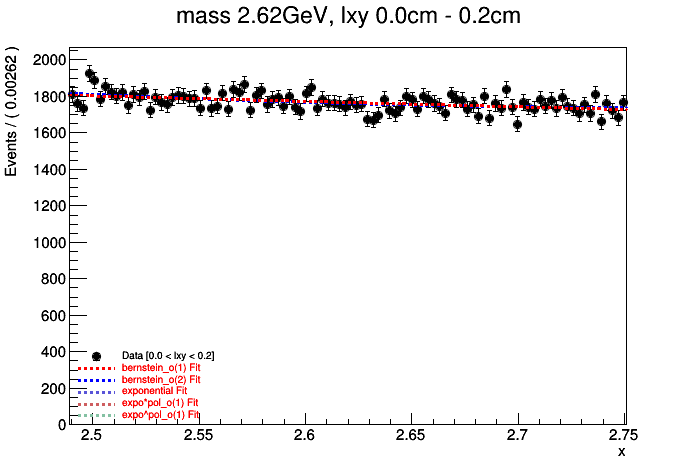 mass 2.62GeV, lxy 0.0cm - 0.2cm
Events / ( 0.00262 )
2000
1800
1600
1400
1200
1000
800
600
400
200
0
Data [0.0 < lxy < 0.2]
bernstein_o(1) Fit
bernstein_o(2) Fit
exponential Fit
expo*pol_o(1) Fit
expo^pol_o(1) Fit
2.5 2.55 2.6 2.65 2.7 2.75
x